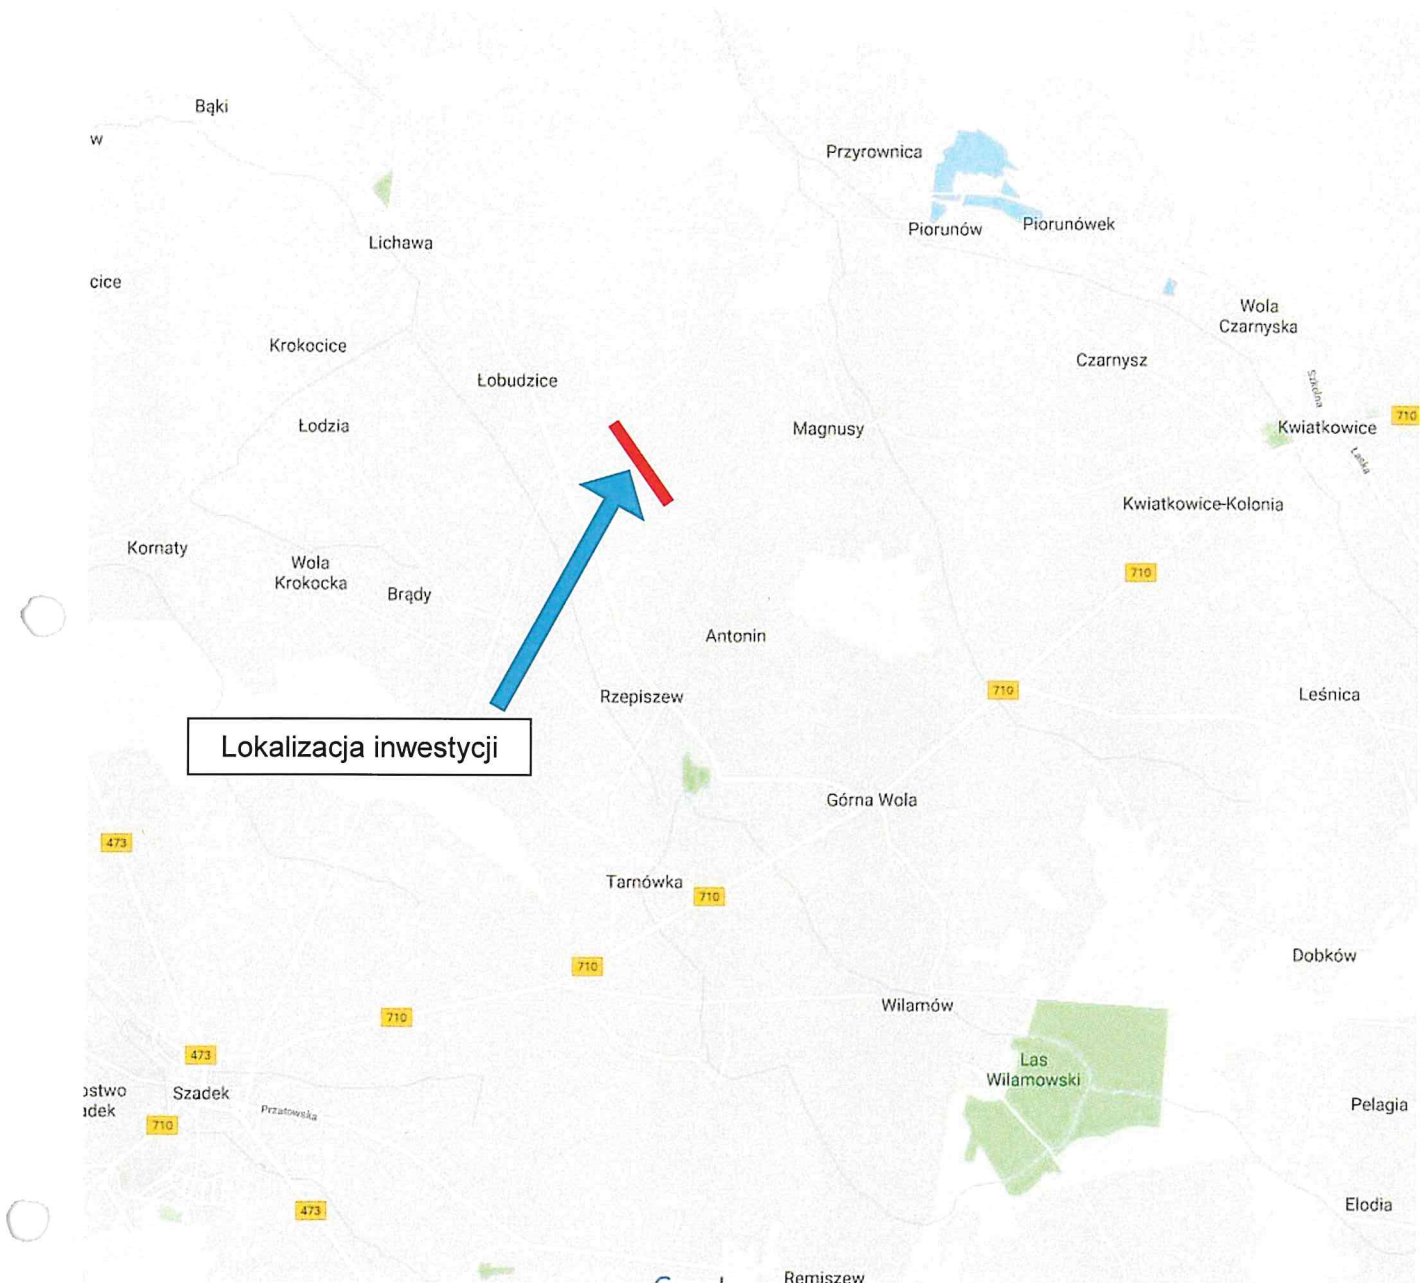 Bąki
w
Przyrownica
Piorunów
Piorunówek
Lichawa
cice
Wola
Czarnyska
Krokocice
Czarnysz
Łobudzice
Szkolna
710
Łodzia
Magnusy
Kwiatkowice
Łaska
Kwiatkowice-Kolonia
Kornaty
Wola
Krokocka
710
Brądy
Antonin
710
Rzepiszew
Leśnica
Lokalizacja inwestycji
Górna Wola
473
Tarnówka
710
Dobków
710
Wilamów
710
473
Las
Wilamowski
ostwo
adek
Szadek
Przatowska
Pelagia
710
473
Elodia
Remiszew